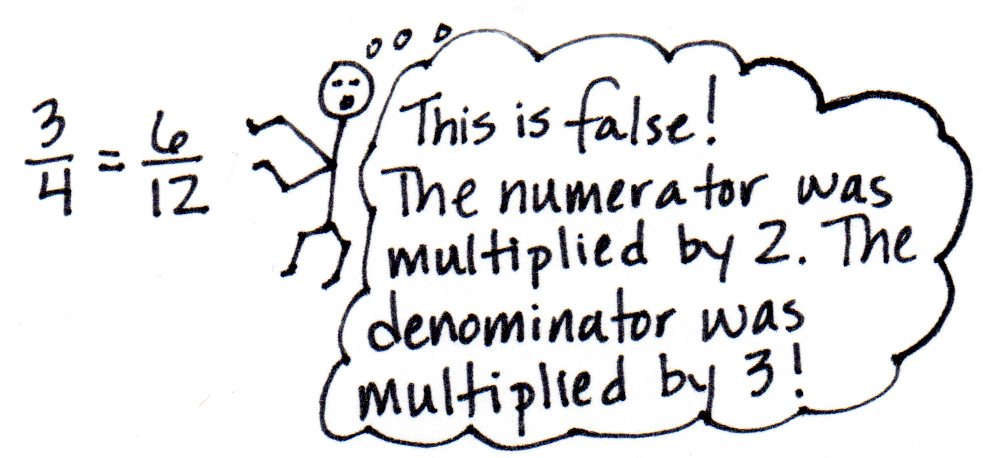 3/4 = 6/12
This is false!
The numerator was
multiplied by 2. The
denominator was
multiplied by 3!